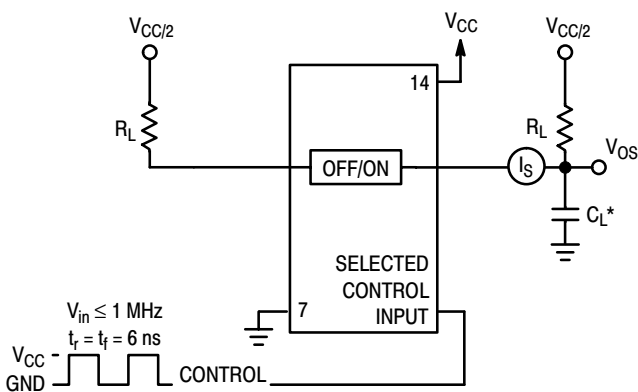 V_CC/2
V_CC
V_CC/2
14
R_L
R_L
V_OS
OFF/ON
I_S
C_L*
SELECTED
CONTROL
INPUT
7
V_in ≤ 1 MHz
t_r = t_f = 6 ns
V_CC
GND
CONTROL